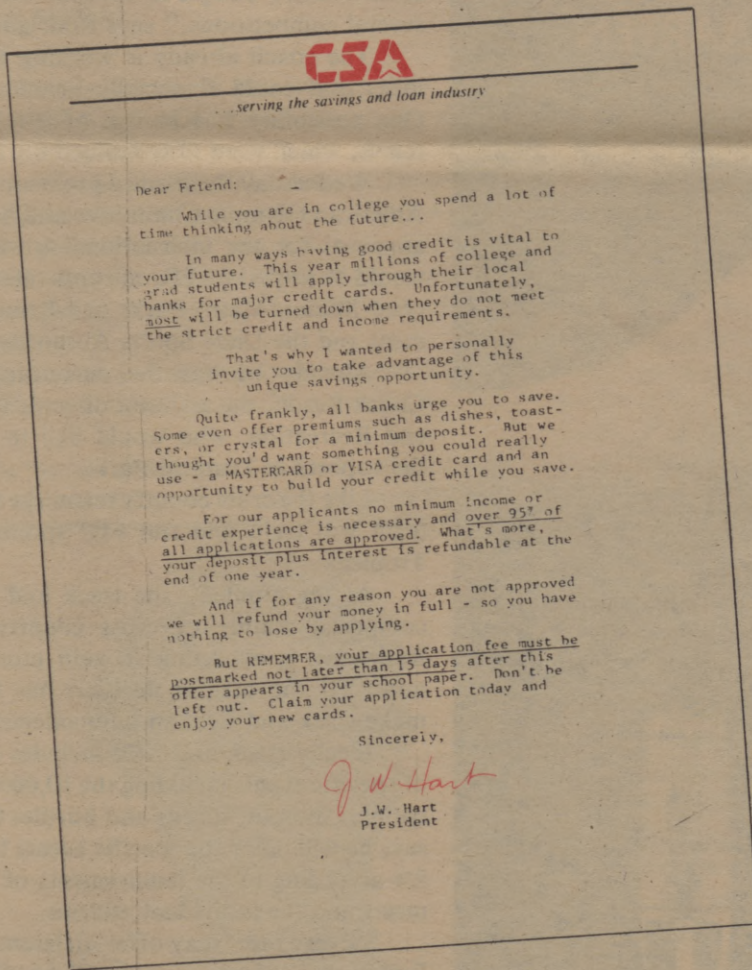 CSA
...serving the savings and loan industry
Dear Friend:
While you are in college you spend a lot of
time thinking about the future...
In many ways having good credit is vital to
your future. This year millions of college and
grad students will apply through their local
banks for major credit cards. Unfortunately,
most will be turned down when they do not meet
the strict credit and income requirements.
That's why I wanted to personally
invite you to take advantage of this
unique savings opportunity.
Quite frankly, all banks urge you to save.
Some even offer premiums such as dishes, toast-
ers, or crystal for a minimum deposit. But we
thought you'd want something you could really
use - a MASTERCARD or VISA credit card and an
opportunity to build your credit while you save.
For our applicants no minimum income or
credit experience is necessary and over 95% of
all applications are approved. What's more,
your deposit plus interest is refundable at the
end of one year.
And if for any reason you are not approved
we will refund your money in full - so you have
nothing to lose by applying.
But REMEMBER, your application fee must be
postmarked not later than 15 days after this
offer appears in your school paper. Don't be
left out. Claim your application today and
enjoy your new cards.
Sincerely,
J W Hart
J.W. Hart
President